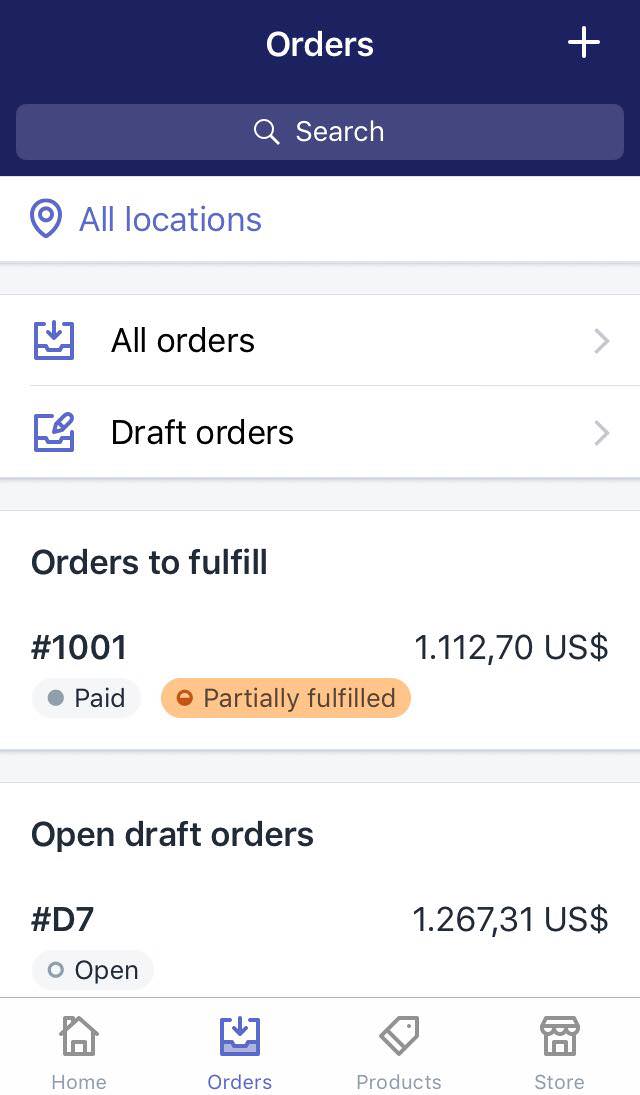 Orders
Search
All locations
All orders
Draft orders
Orders to fulfill
#1001 1.112,70 US$
Paid Partially fulfilled
Open draft orders
#D7 1.267,31 US$
Open
Home Orders Products Store